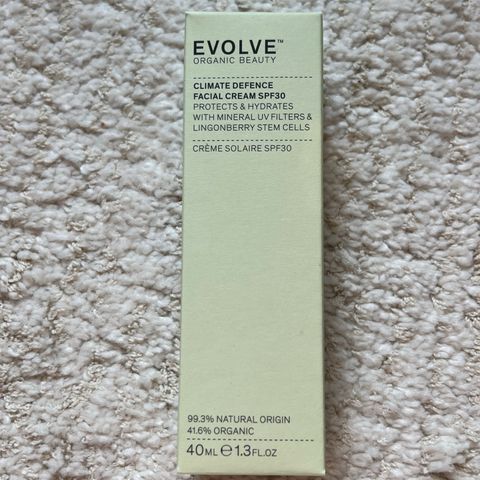 EVOLVE™
ORGANIC BEAUTY
CLIMATE DEFENCE
FACIAL CREAM SPF30
PROTECTS & HYDRATES
WITH MINERAL UV FILTERS &
LINGONBERRY STEM CELLS
CRÈME SOLAIRE SPF30
99.3% NATURAL ORIGIN
41.6% ORGANIC
40ML ℮ 1.3FL.OZ